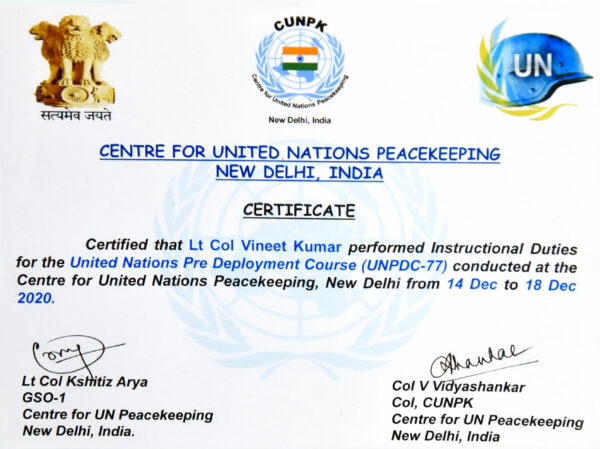 सत्यमेव जयते
CUNPK
Centre for United Nations Peacekeeping
New Delhi, India
UN
CENTRE FOR UNITED NATIONS PEACEKEEPING
NEW DELHI, INDIA
CERTIFICATE
Certified that Lt Col Vineet Kumar performed Instructional Duties
for the United Nations Pre Deployment Course (UNPDC-77) conducted at the
Centre for United Nations Peacekeeping, New Delhi from 14 Dec to 18 Dec
2020.
Lt Col Kshitiz Arya
GSO-1
Centre for UN Peacekeeping
New Delhi, India.
Col V Vidyashankar
Col, CUNPK
Centre for UN Peacekeeping
New Delhi, India